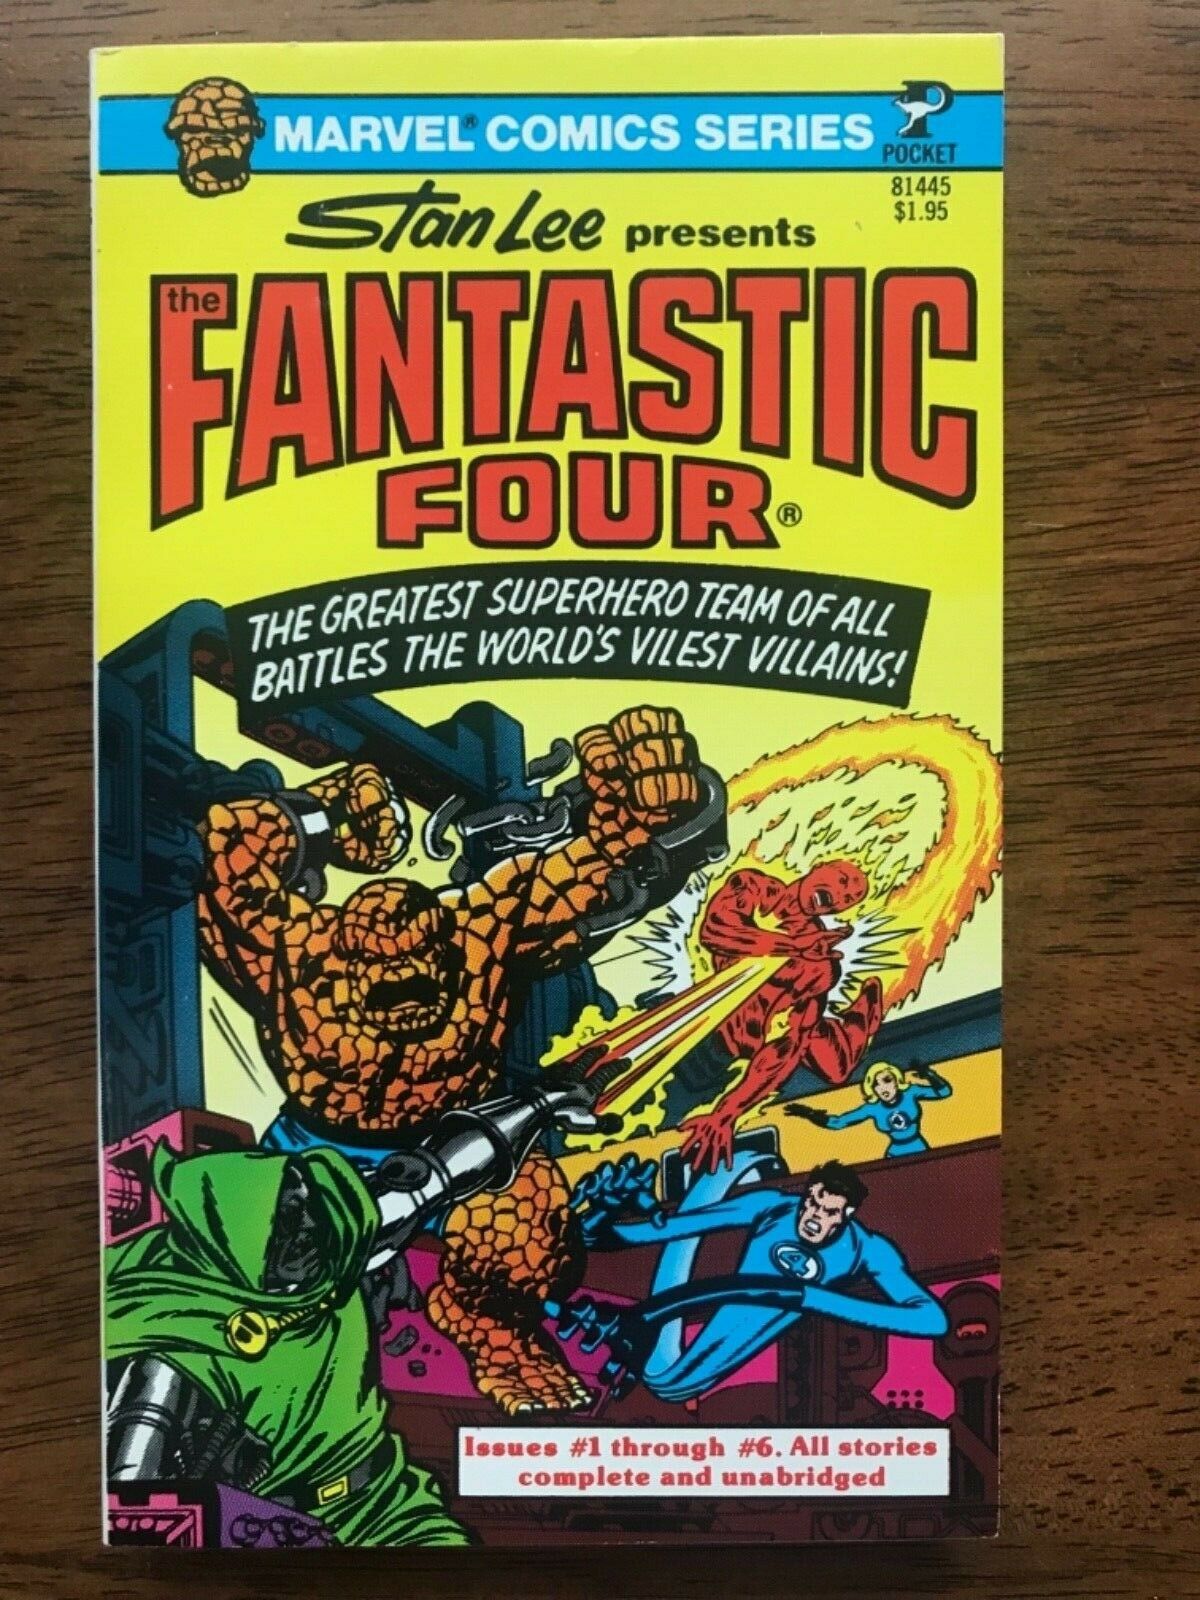 MARVEL® COMICS SERIES
POCKET
81445
$1.95
Stan Lee presents
the FANTASTIC
FOUR®
THE GREATEST SUPERHERO TEAM OF ALL
BATTLES THE WORLD'S VILEST VILLAINS!
4
Issues #1 through #6. All stories
complete and unabridged